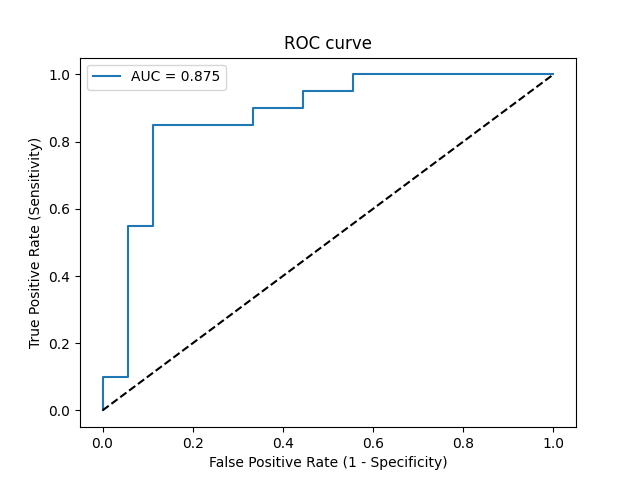 ROC curve
AUC = 0.875
True Positive Rate (Sensitivity)
1.0
0.8
0.6
0.4
0.2
0.0
0.0 0.2 0.4 0.6 0.8 1.0
False Positive Rate (1 - Specificity)